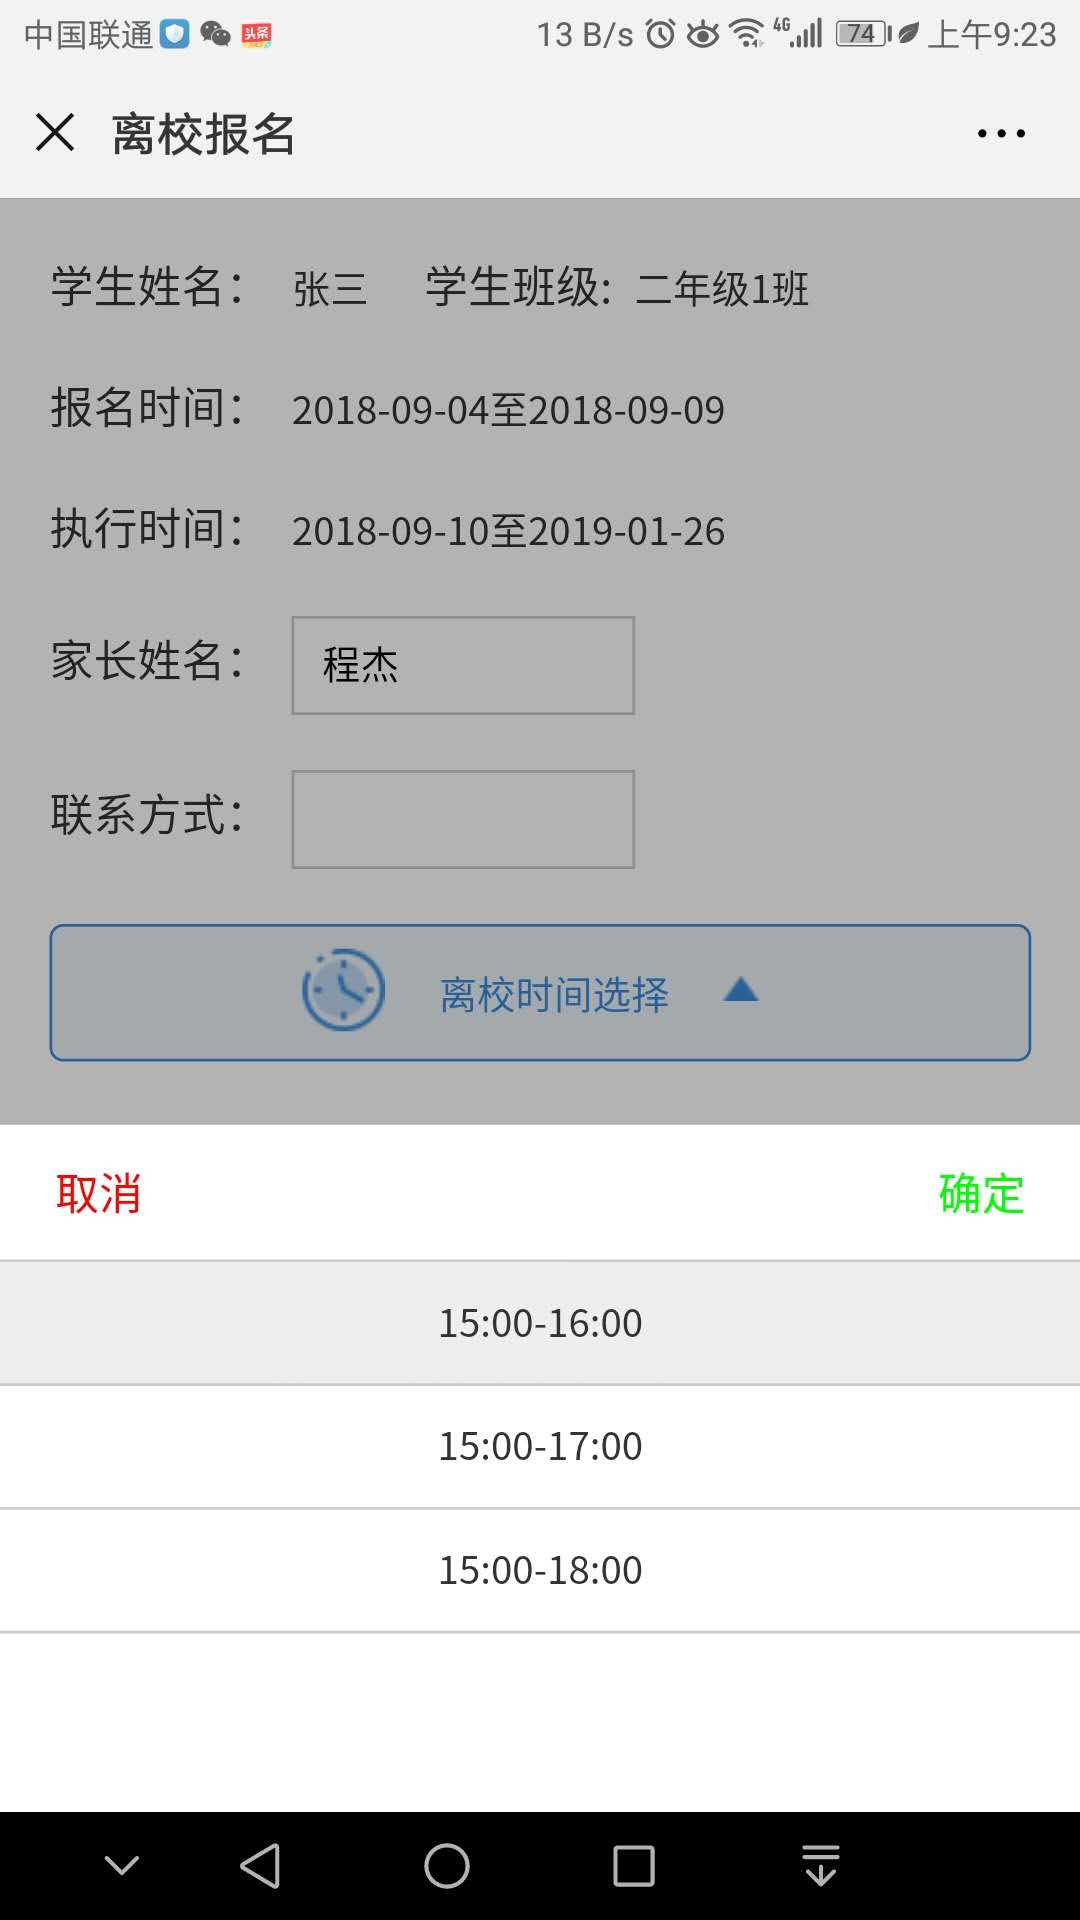 中国联通 头条 13 B/s 4G 74 上午9:23
离校报名
学生姓名： 张三 学生班级: 二年级1班
报名时间： 2018-09-04至2018-09-09
执行时间： 2018-09-10至2019-01-26
家长姓名： 程杰
联系方式：
离校时间选择
取消 确定
15:00-16:00
15:00-17:00
15:00-18:00